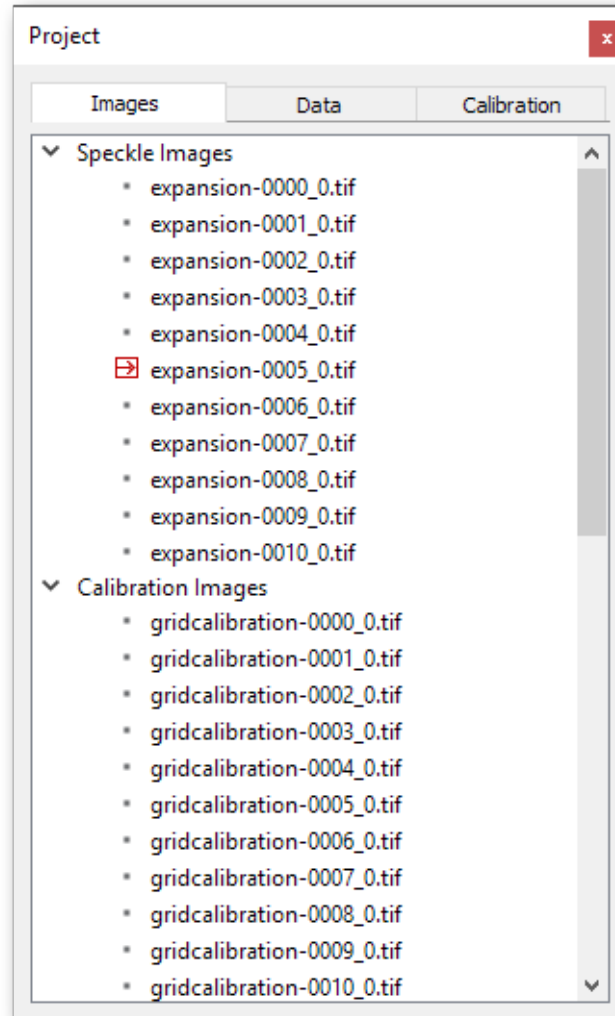 Project
x
Images Data Calibration
Speckle Images
expansion-0000_0.tif
expansion-0001_0.tif
expansion-0002_0.tif
expansion-0003_0.tif
expansion-0004_0.tif
expansion-0005_0.tif
expansion-0006_0.tif
expansion-0007_0.tif
expansion-0008_0.tif
expansion-0009_0.tif
expansion-0010_0.tif
Calibration Images
gridcalibration-0000_0.tif
gridcalibration-0001_0.tif
gridcalibration-0002_0.tif
gridcalibration-0003_0.tif
gridcalibration-0004_0.tif
gridcalibration-0005_0.tif
gridcalibration-0006_0.tif
gridcalibration-0007_0.tif
gridcalibration-0008_0.tif
gridcalibration-0009_0.tif
gridcalibration-0010_0.tif